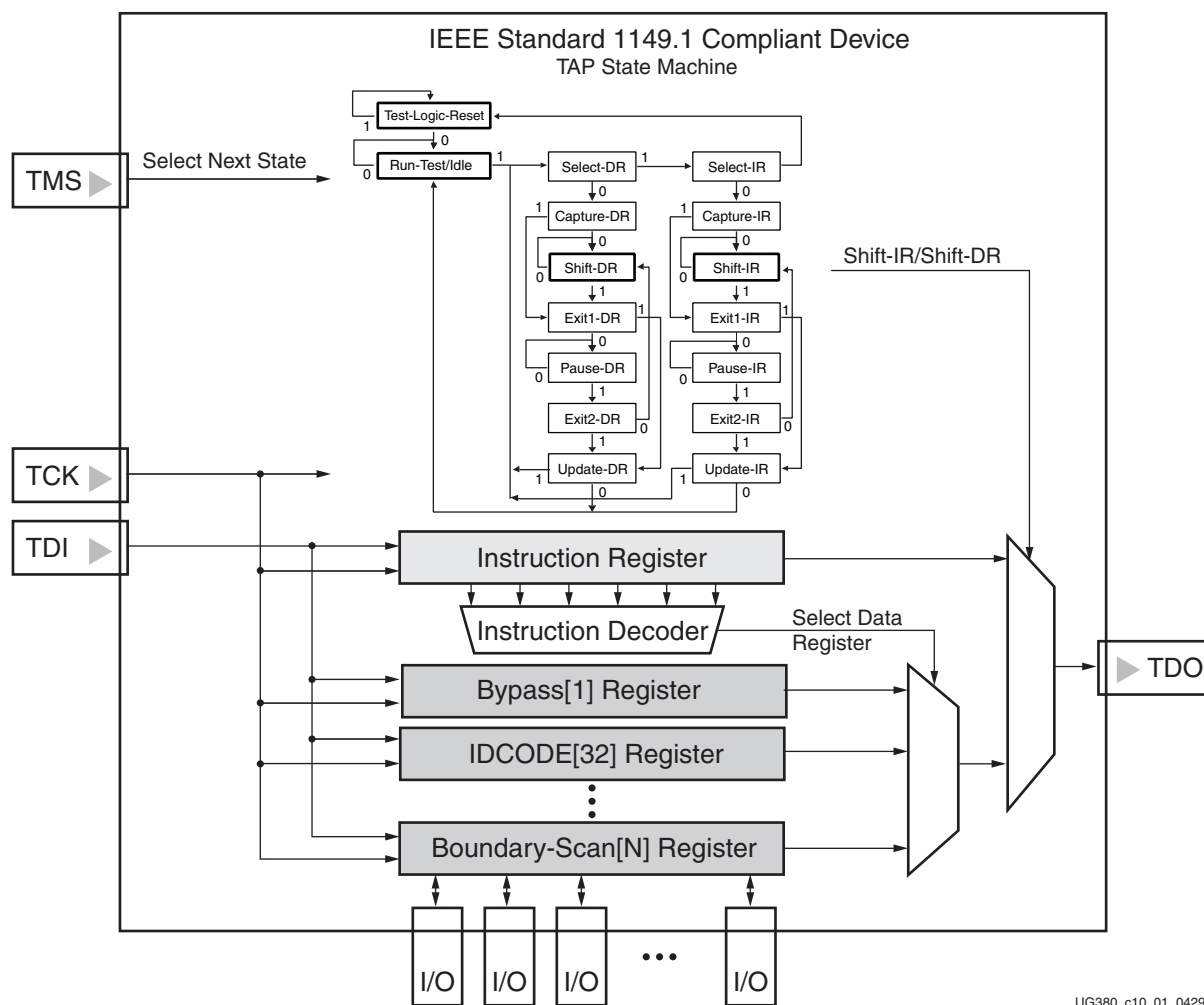 IEEE Standard 1149.1 Compliant Device
TAP State Machine
Test-Logic-Reset
1
0
TMS
Select Next State
Run-Test/Idle
1
0
Select-DR
1
Select-IR
0
0
1
Capture-DR
1
Capture-IR
0
0
Shift-DR
0
Shift-IR
0
Shift-IR/Shift-DR
1
1
Exit1-DR
1
Exit1-IR
1
0
0
Pause-DR
0
Pause-IR
0
1
1
Exit2-DR
0
Exit2-IR
0
1
1
TCK
Update-DR
1
Update-IR
1
0
0
TDI
Instruction Register
Instruction Decoder
Select Data
Register
Bypass[1] Register
TDO
IDCODE[32] Register
Boundary-Scan[N] Register
I/O
I/O
I/O
I/O